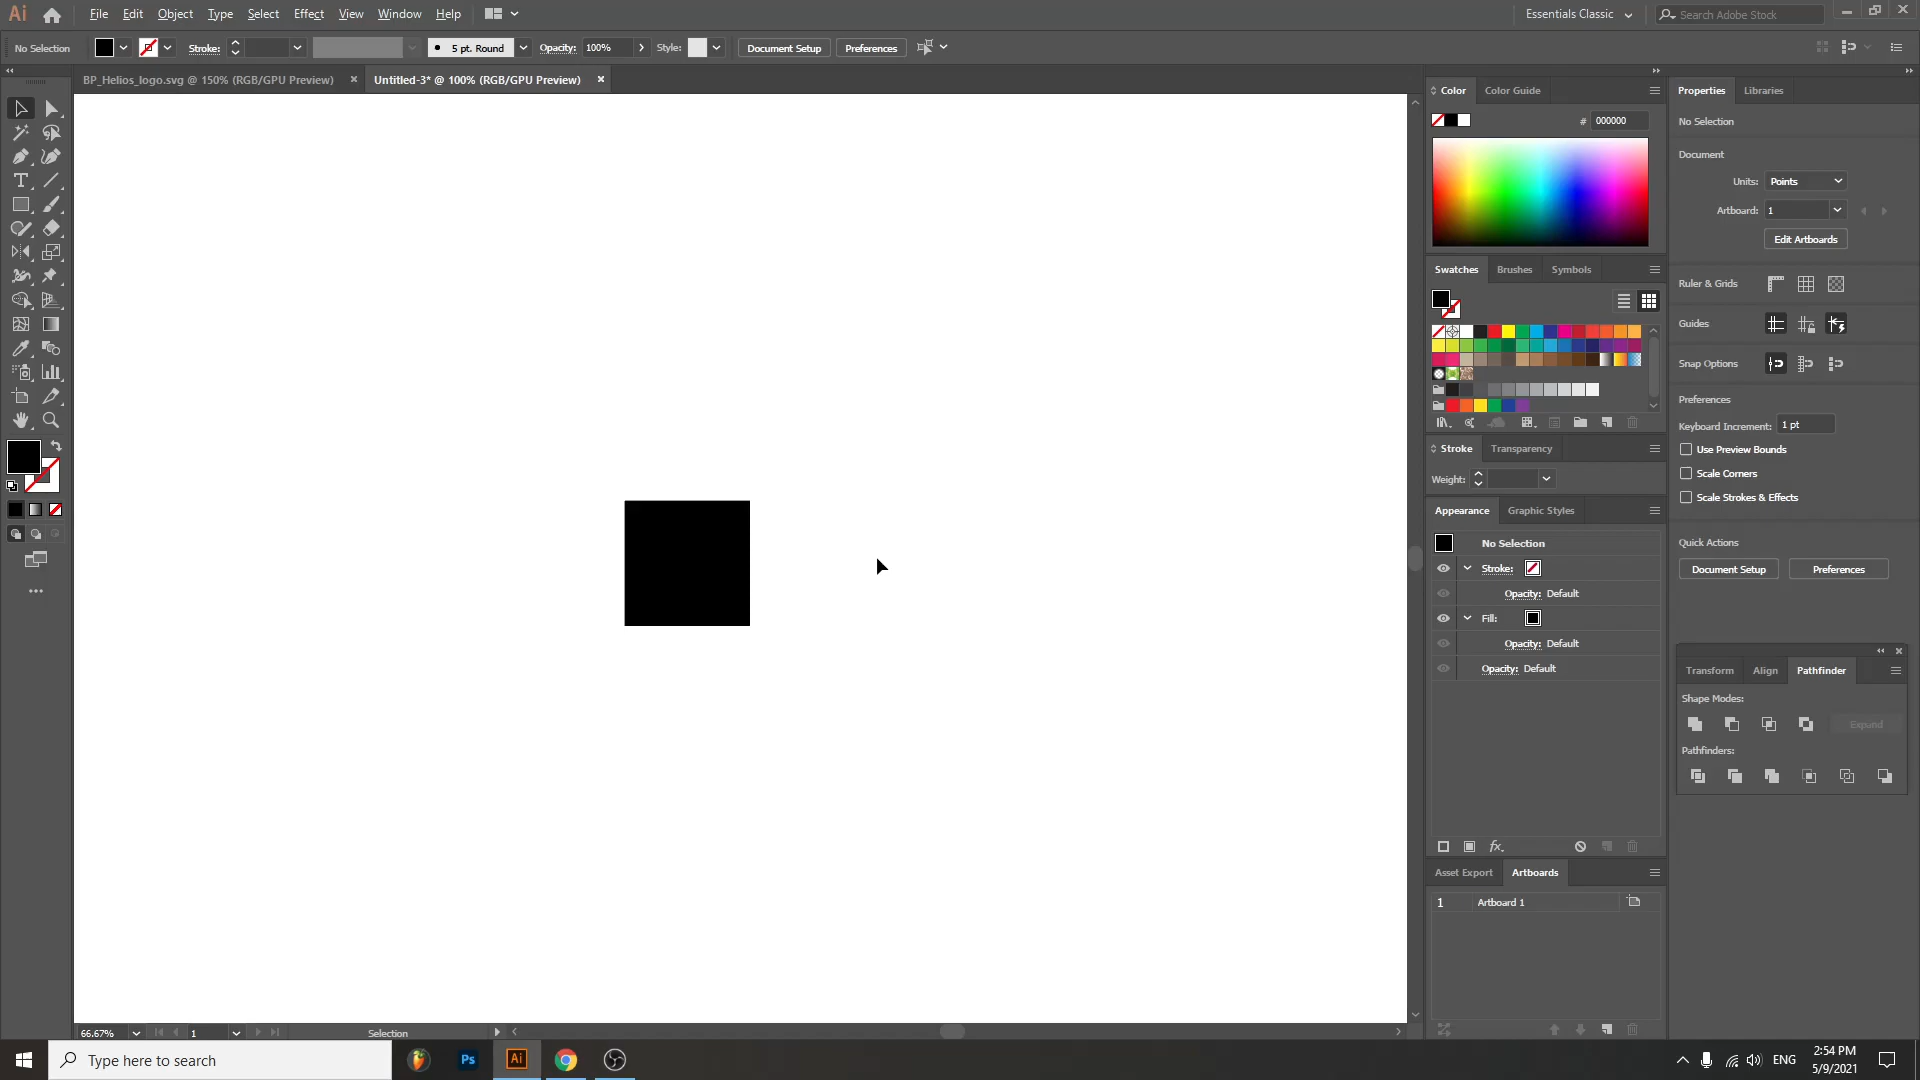 Ai File Edit Object Type Select Effect View Window Help Essentials Classic Search Adobe Stock
No Selection Stroke: 5 pt. Round Opacity: 100% Style: Document Setup Preferences
BP_Helios_logo.svg @ 150% (RGB/GPU Preview) × Untitled-3* @ 100% (RGB/GPU Preview) ×
Color Color Guide
# 000000
Swatches Brushes Symbols
Stroke Transparency
Weight:
Appearance Graphic Styles
No Selection
Stroke:
Opacity: Default
Fill:
Opacity: Default
Opacity: Default
fx.
Asset Export Artboards
1 Artboard 1
Properties Libraries
No Selection
Document
Units: Points
Artboard: 1
Edit Artboards
Ruler & Grids
Guides
Snap Options
Preferences
Keyboard Increment: 1 pt
Use Preview Bounds
Scale Corners
Scale Strokes & Effects
Quick Actions
Document Setup Preferences
Transform Align Pathfinder
Shape Modes:
Expand
Pathfinders:
66.67% 1 Selection
Type here to search Ps Ai ENG 2:54 PM
5/9/2021